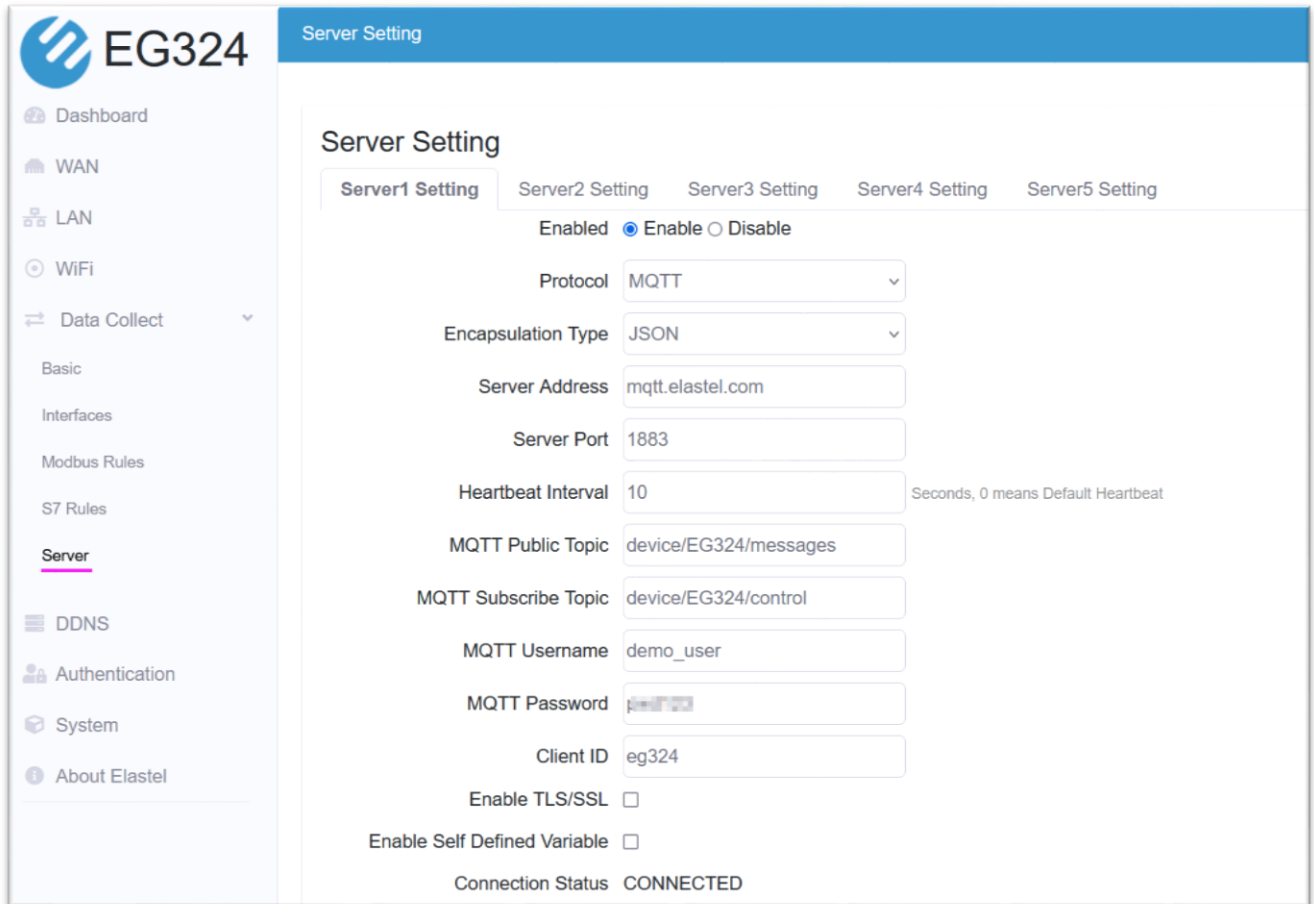 EG324
Dashboard
WAN
LAN
WiFi
Data Collect
Basic
Interfaces
Modbus Rules
S7 Rules
Server
DDNS
Authentication
System
About Elastel
Server Setting
Server Setting
Server1 Setting Server2 Setting Server3 Setting Server4 Setting Server5 Setting
Enabled Enable Disable
Protocol MQTT
Encapsulation Type JSON
Server Address mqtt.elastel.com
Server Port 1883
Heartbeat Interval 10 Seconds, 0 means Default Heartbeat
MQTT Public Topic device/EG324/messages
MQTT Subscribe Topic device/EG324/control
MQTT Username demo_user
MQTT Password
Client ID eg324
Enable TLS/SSL
Enable Self Defined Variable
Connection Status CONNECTED